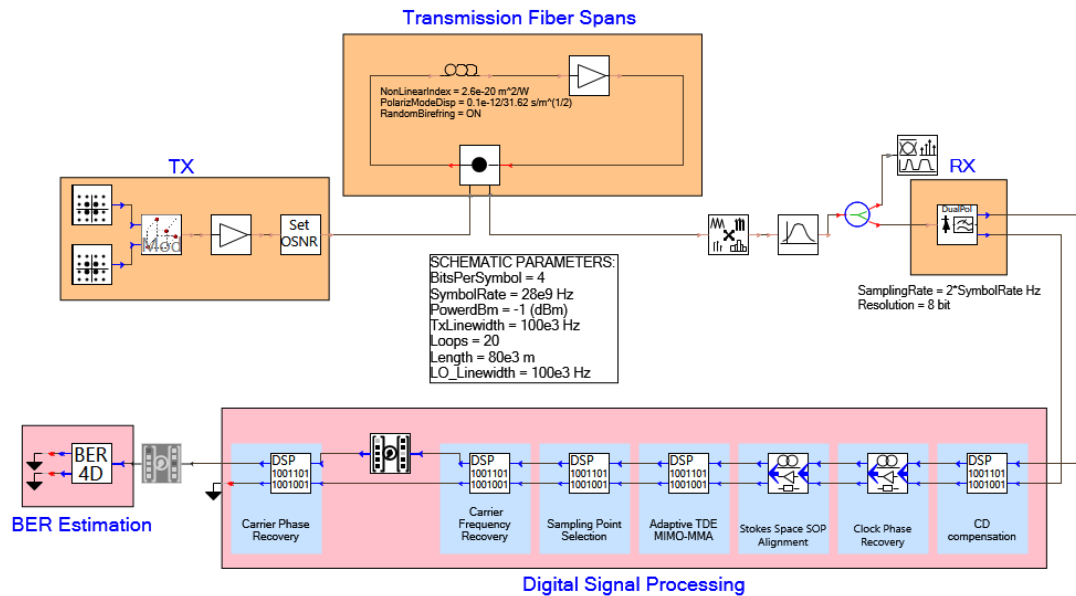 Transmission Fiber Spans
NonLinearIndex = 2.6e-20 m^2/W
PolarizModeDisp = 0.1e-12/31.62 s/m^(1/2)
RandomBirefring = ON
TX
Mod
Set
OSNR
RX
DualPol
SamplingRate = 2*SymbolRate Hz
Resolution = 8 bit
SCHEMATIC PARAMETERS:
BitsPerSymbol = 4
SymbolRate = 28e9 Hz
PowerdBm = -1 (dBm)
TxLinewidth = 100e3 Hz
Loops = 20
Length = 80e3 m
LO_Linewidth = 100e3 Hz
BER
4D
BER Estimation
DSP
1001101
1001001
Carrier Phase
Recovery
DSP
1001101
1001001
Carrier
Frequency
Recovery
DSP
1001101
1001001
Sampling Point
Selection
DSP
1001101
1001001
Adaptive TDE
MIMO-MMA
Stokes Space SOP
Alignment
Clock Phase
Recovery
DSP
1001101
1001001
CD
compensation
Digital Signal Processing